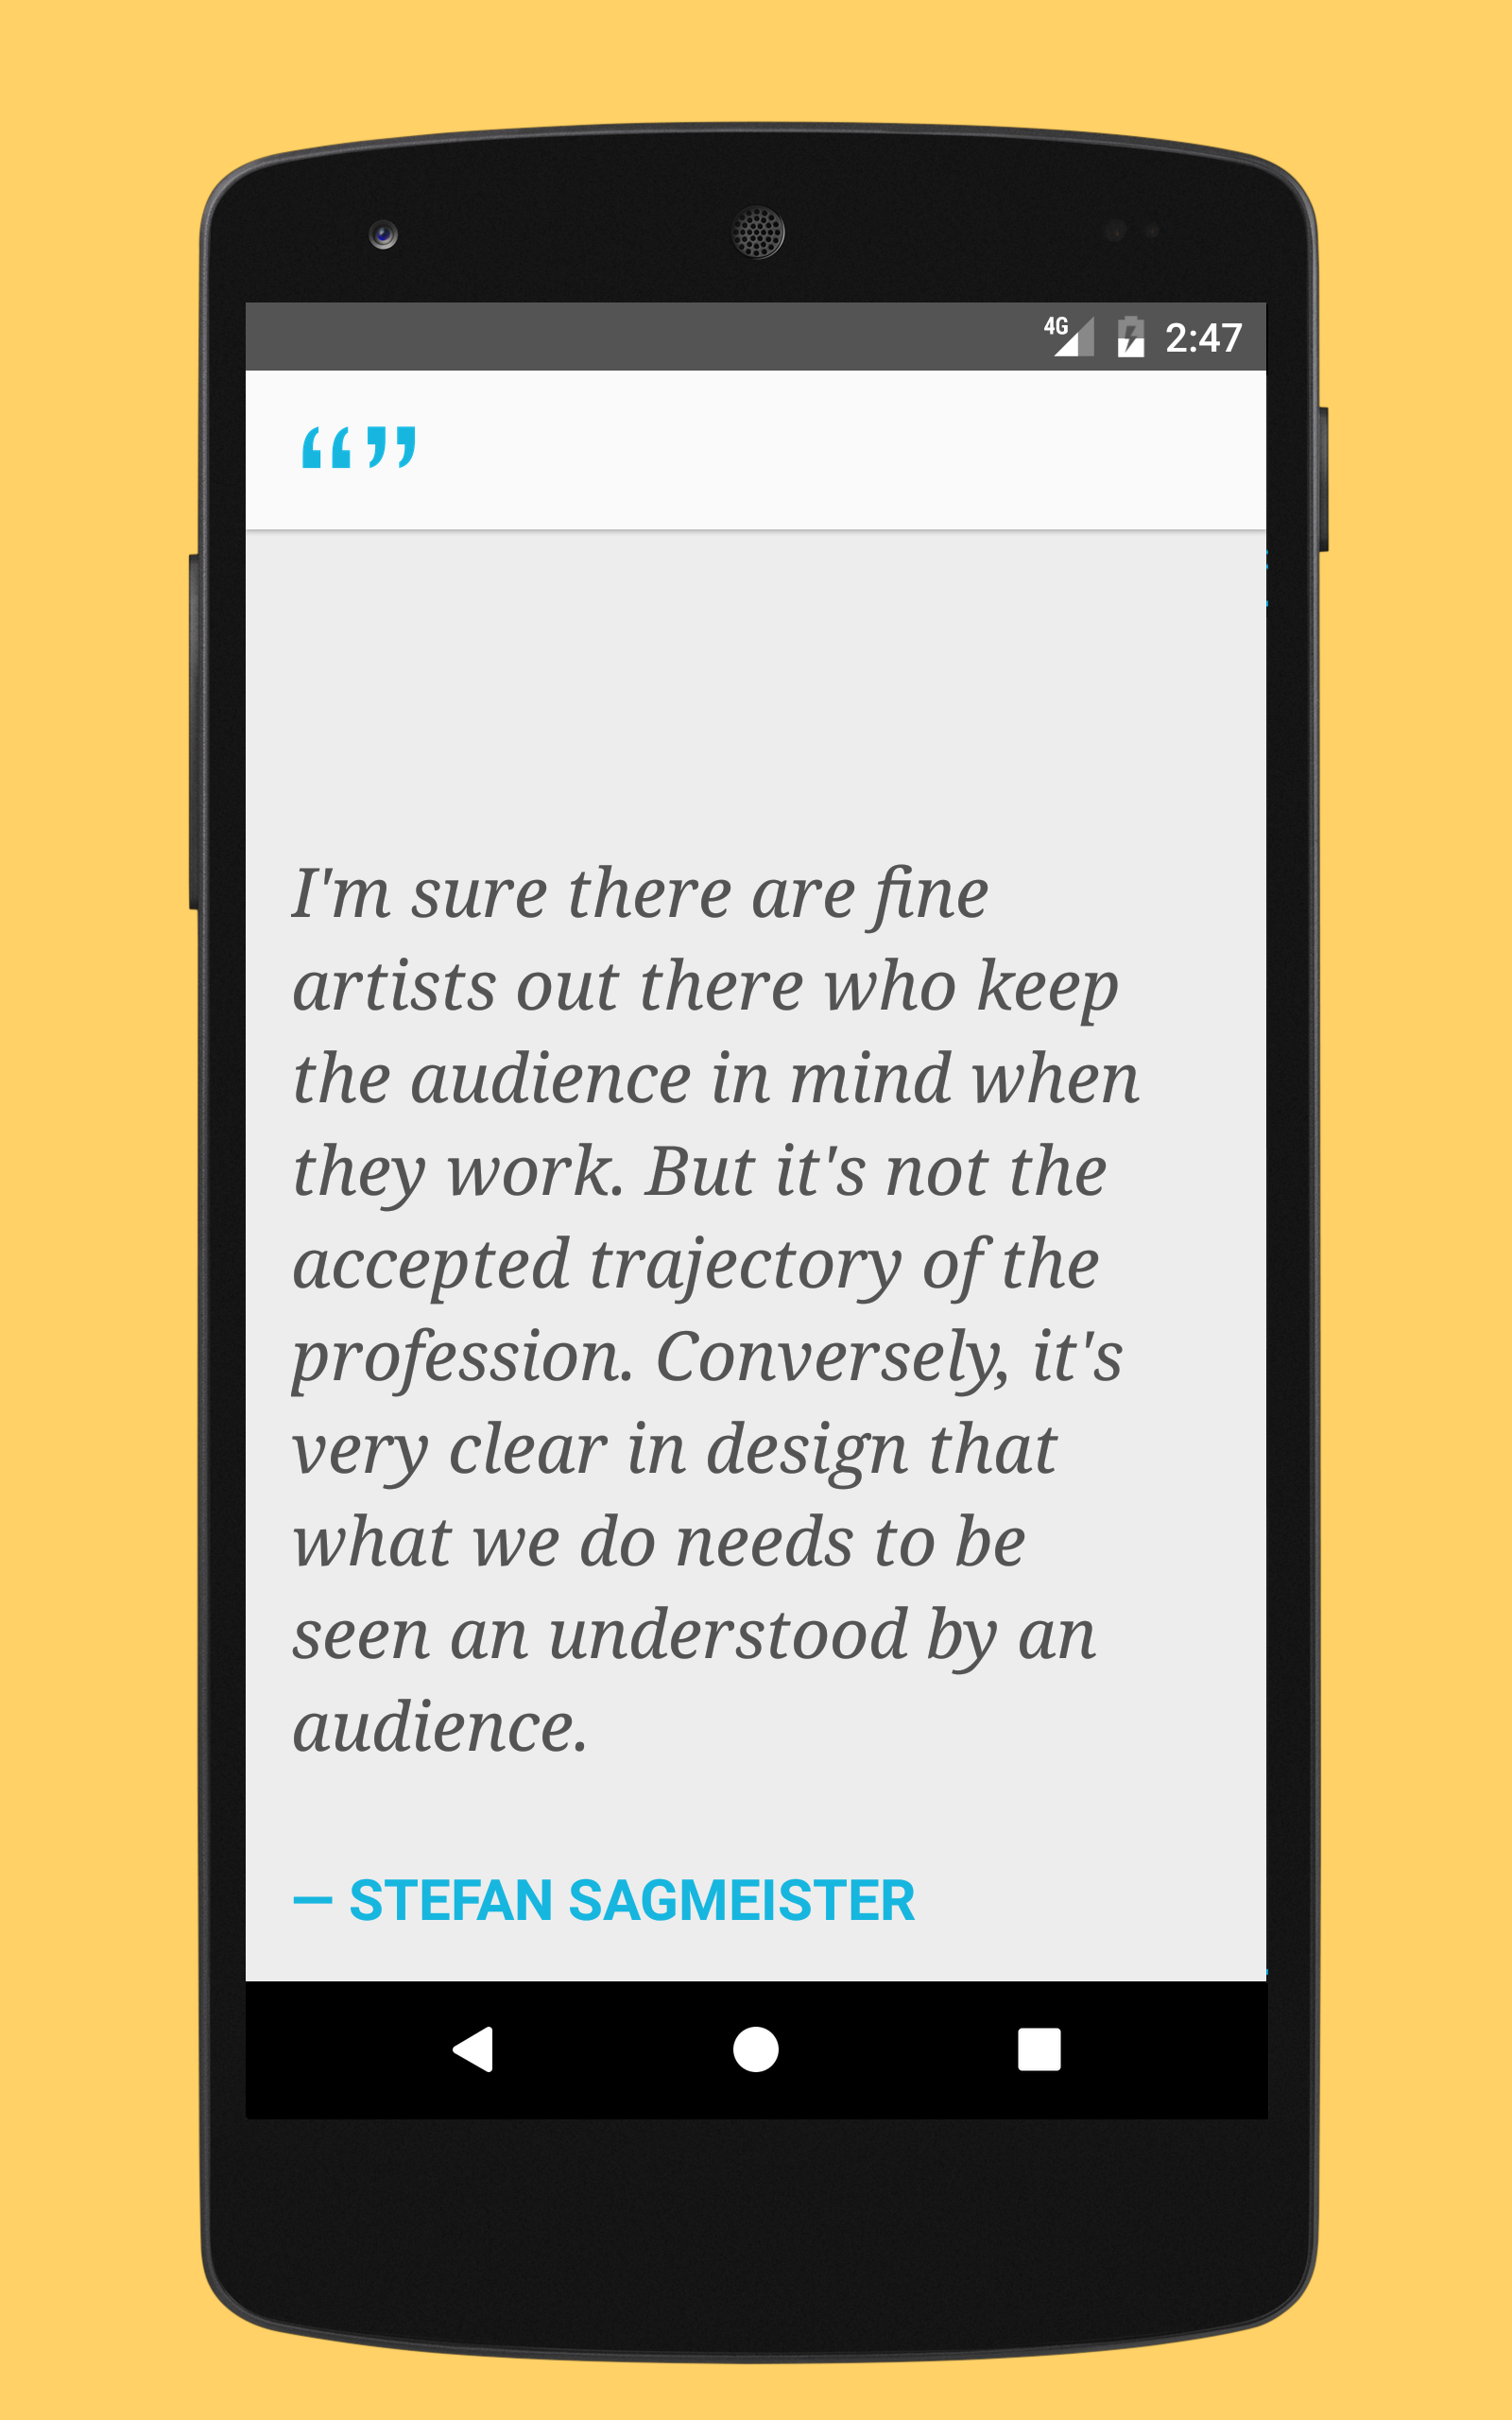 4G 2:47
“”
I'm sure there are fine
artists out there who keep
the audience in mind when
they work. But it's not the
accepted trajectory of the
profession. Conversely, it's
very clear in design that
what we do needs to be
seen an understood by an
audience.
— STEFAN SAGMEISTER